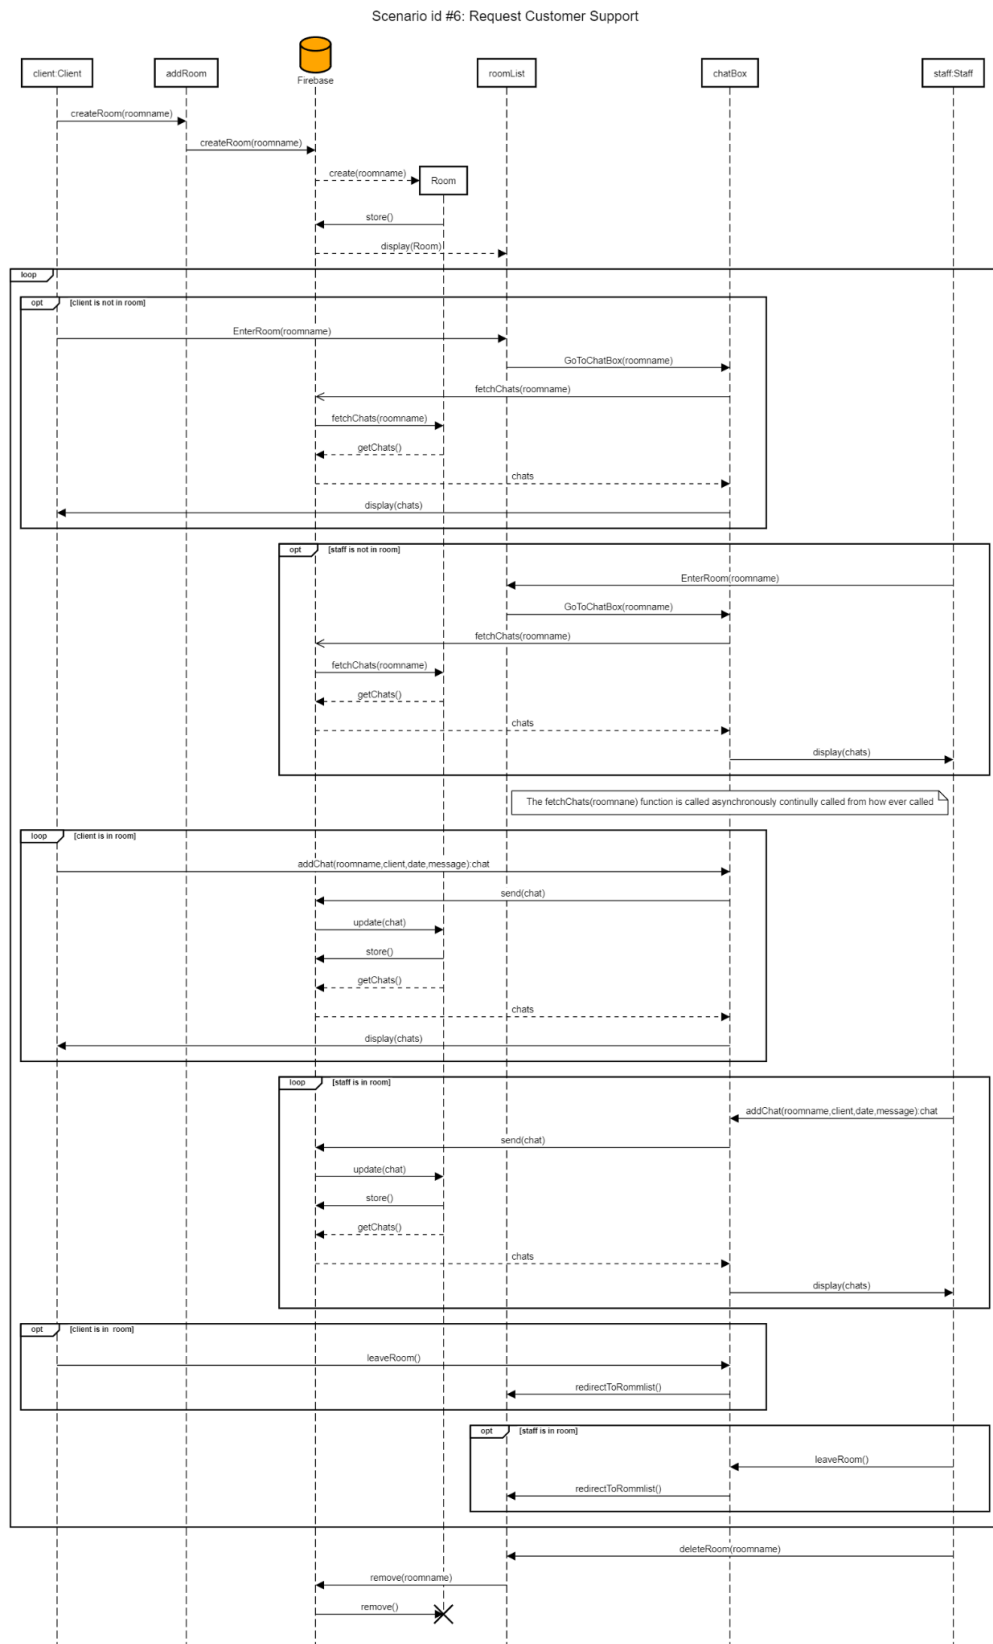 Scenario id #6: Request Customer Support
client:Client
addRoom
Firebase
roomList
chatBox
staff:Staff
createRoom(roomname)
createRoom(roomname)
create(roomname)
Room
store()
display(Room)
loop
opt
[client is not in room]
EnterRoom(roomname)
GoToChatBox(roomname)
fetchChats(roomname)
fetchChats(roomname)
getChats()
chats
display(chats)
opt
[staff is not in room]
EnterRoom(roomname)
GoToChatBox(roomname)
fetchChats(roomname)
fetchChats(roomname)
getChats()
chats
display(chats)
The fetchChats(roomnane) function is called asynchronously continully called from how ever called
loop
[client is in room]
addChat(roomname,client,date,message):chat
send(chat)
update(chat)
store()
getChats()
chats
display(chats)
loop
[staff is in room]
addChat(roomname,client,date,message):chat
send(chat)
update(chat)
store()
getChats()
chats
display(chats)
opt
[client is in room]
leaveRoom()
redirectToRommlist()
opt
[staff is in room]
leaveRoom()
redirectToRommlist()
deleteRoom(roomname)
remove(roomname)
remove()